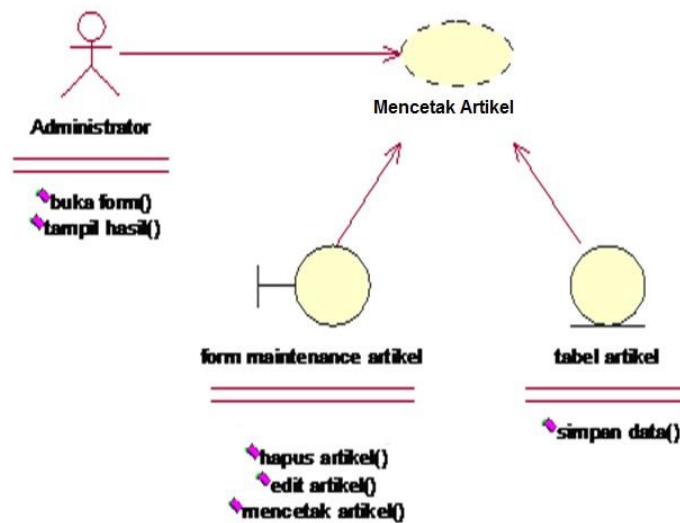 Mencetak Artikel
Administrator
buka form()
tampil hasil()
form maintenance artikel
hapus artikel()
edit artikel()
mencetak artikel()
tabel artikel
simpan data()